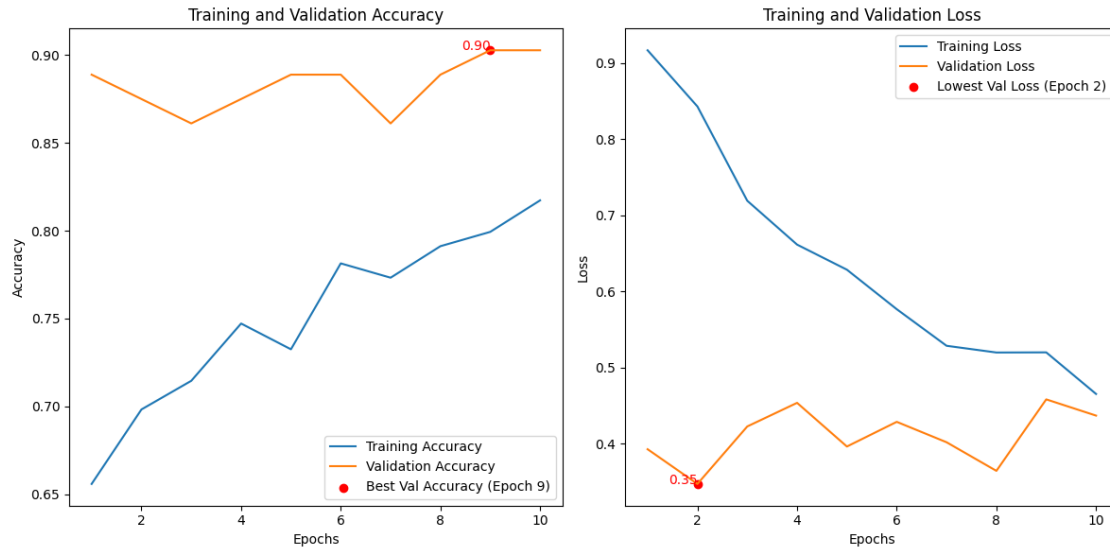 Training and Validation Accuracy
0.90
0.85
0.80
0.75
0.70
0.65
Accuracy
0.90
Training Accuracy
Validation Accuracy
Best Val Accuracy (Epoch 9)
2 4 6 8 10
Epochs
Training and Validation Loss
0.9
0.8
0.7
0.6
0.5
0.4
Loss
Training Loss
Validation Loss
Lowest Val Loss (Epoch 2)
0.35
2 4 6 8 10
Epochs